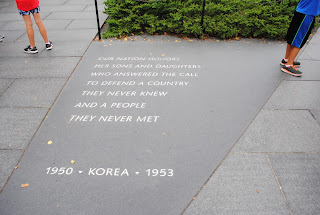 OUR NATION HONORS
HER SONS AND DAUGHTERS
WHO ANSWERED THE CALL
TO DEFEND A COUNTRY
THEY NEVER KNEW
AND A PEOPLE
THEY NEVER MET
1950 • KOREA • 1953